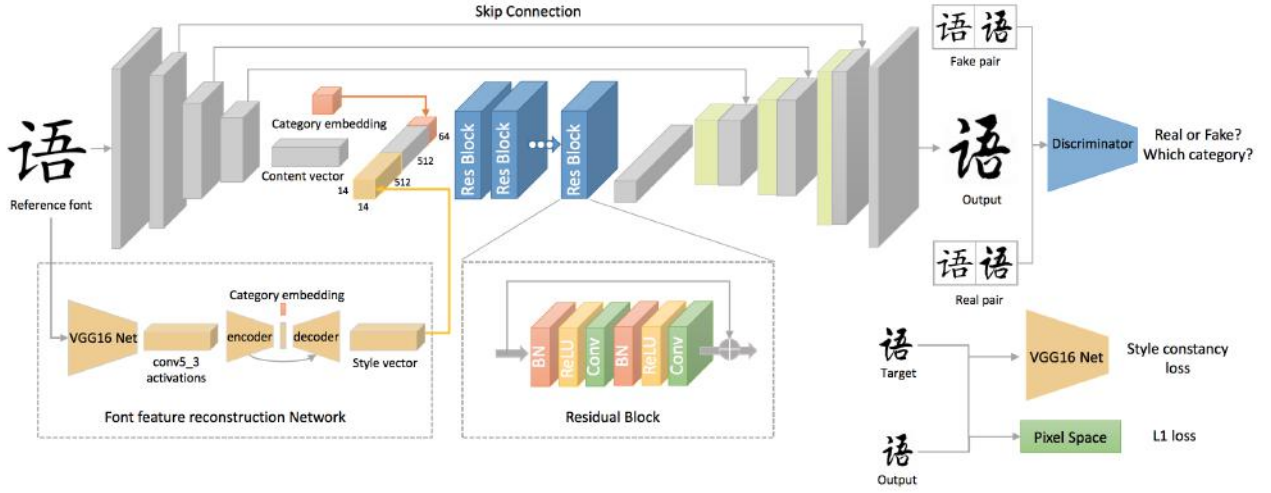 Skip Connection
语
Reference font
Category embedding
Content vector
64
512
512
14
14
Res Block
Res Block
Res Block
语 语
Fake pair
语
Output
Discriminator
Real or Fake?
Which category?
语 语
Real pair
VGG16 Net
conv5_3
activations
Category embedding
encoder
decoder
Style vector
Font feature reconstruction Network
BN
ReLU
Conv
BN
ReLU
Conv
Residual Block
语
Target
VGG16 Net
Style constancy
loss
语
Output
Pixel Space
L1 loss